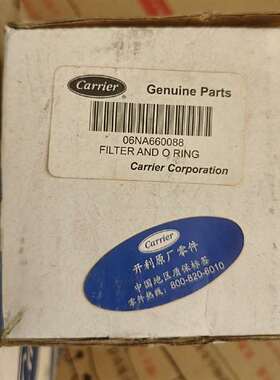 Carrier
Genuine Parts
06NA660088
FILTER AND O RING
Carrier Corporation
Carrier
开利原厂零件
中国地区质保标签
零件热线：800-820-6010